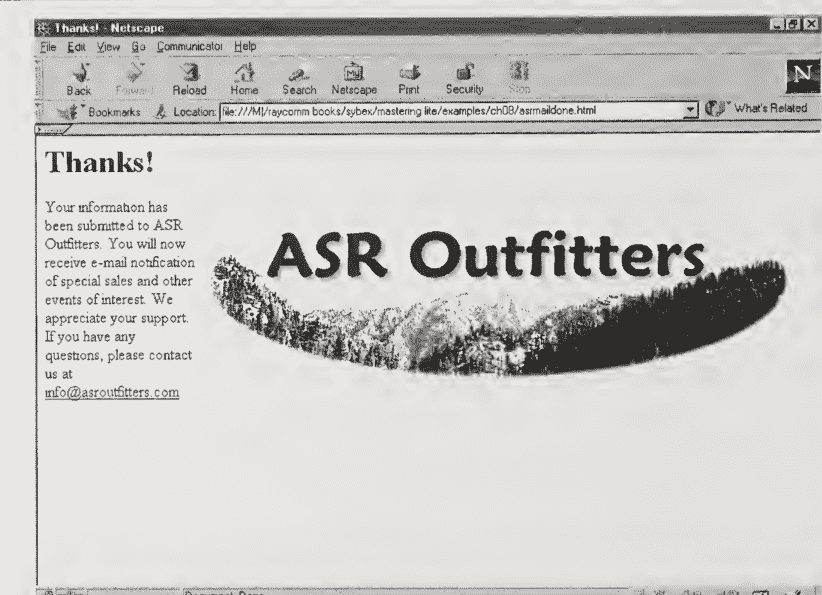 Thanks! - Netscape
File Edit View Go Communicator Help
Back Forward Reload Home Search Netscape Print Security Stop
N
Bookmarks Location: file:///M|/raycomm books/sybex/mastering lite/examples/ch08/asrmaildone.html What's Related
Thanks!
Your information has
been submitted to ASR
Outfitters. You will now
receive e-mail notification
of special sales and other
events of interest. We
appreciate your support.
If you have any
questions, please contact
us at
info@asroutfitters.com
ASR Outfitters
Document Done